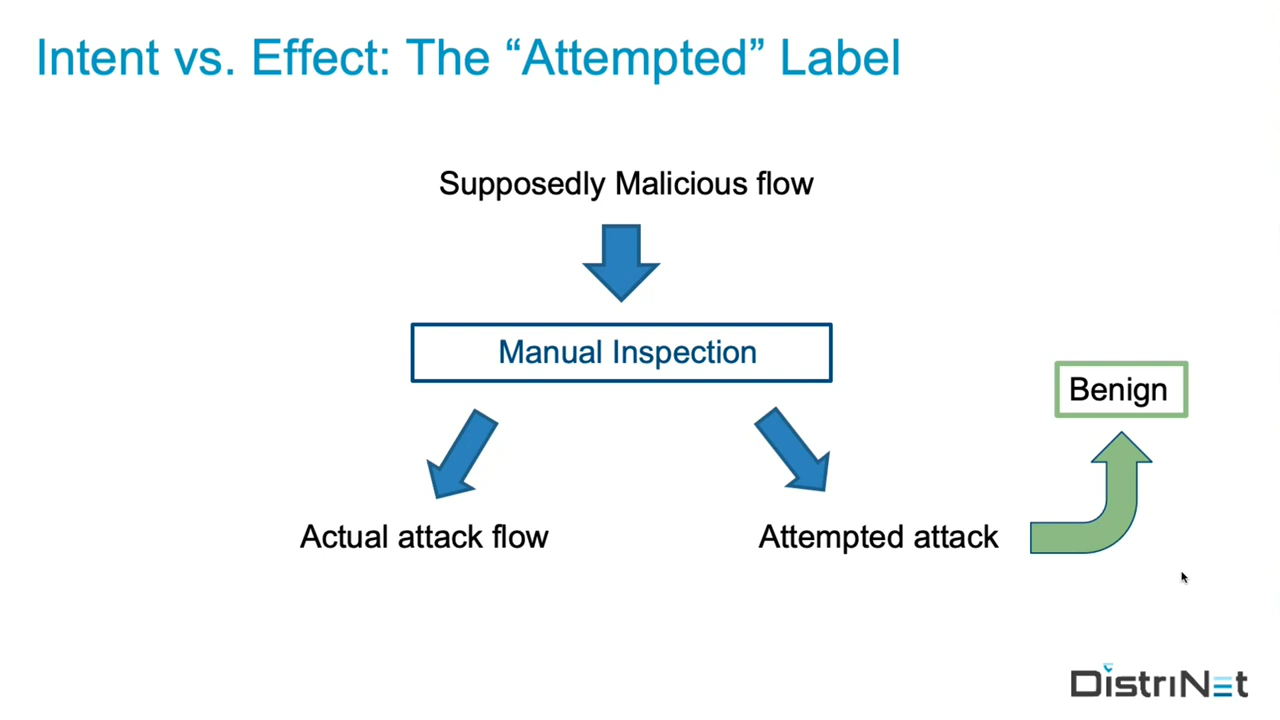 Intent vs. Effect: The “Attempted” Label
Supposedly Malicious flow
Manual Inspection
Benign
Actual attack flow
Attempted attack
DistriNet